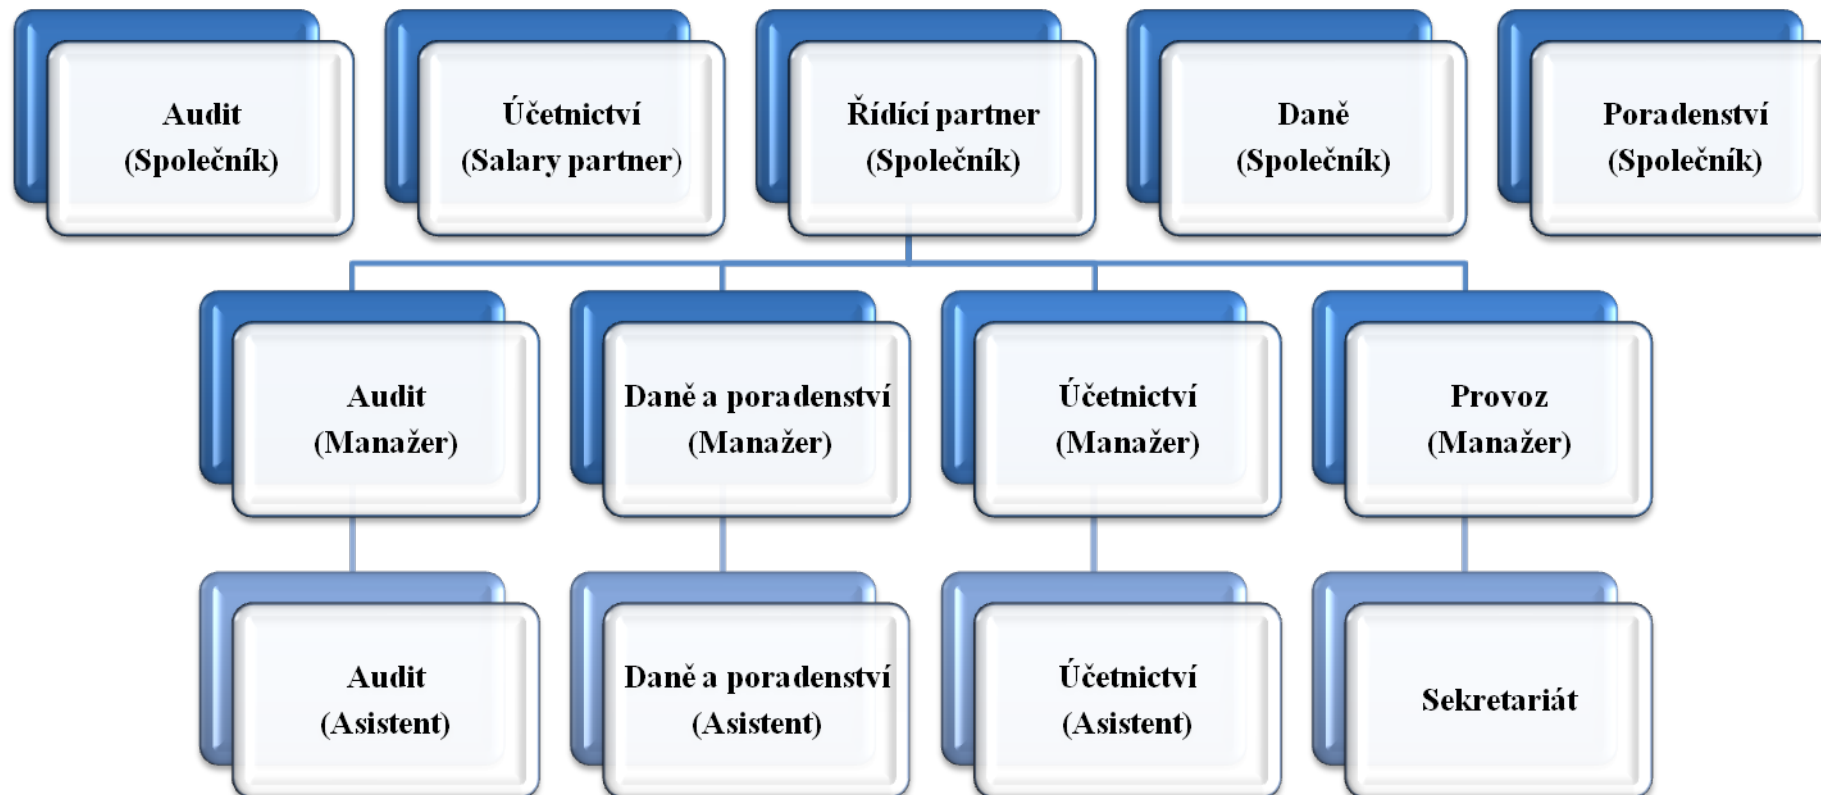 Audit
(Společník)
Účetnictví
(Salary partner)
Řídící partner
(Společník)
Daně
(Společník)
Poradenství
(Společník)
Audit
(Manažer)
Daně a poradenství
(Manažer)
Účetnictví
(Manažer)
Provoz
(Manažer)
Audit
(Asistent)
Daně a poradenství
(Asistent)
Účetnictví
(Asistent)
Sekretariát